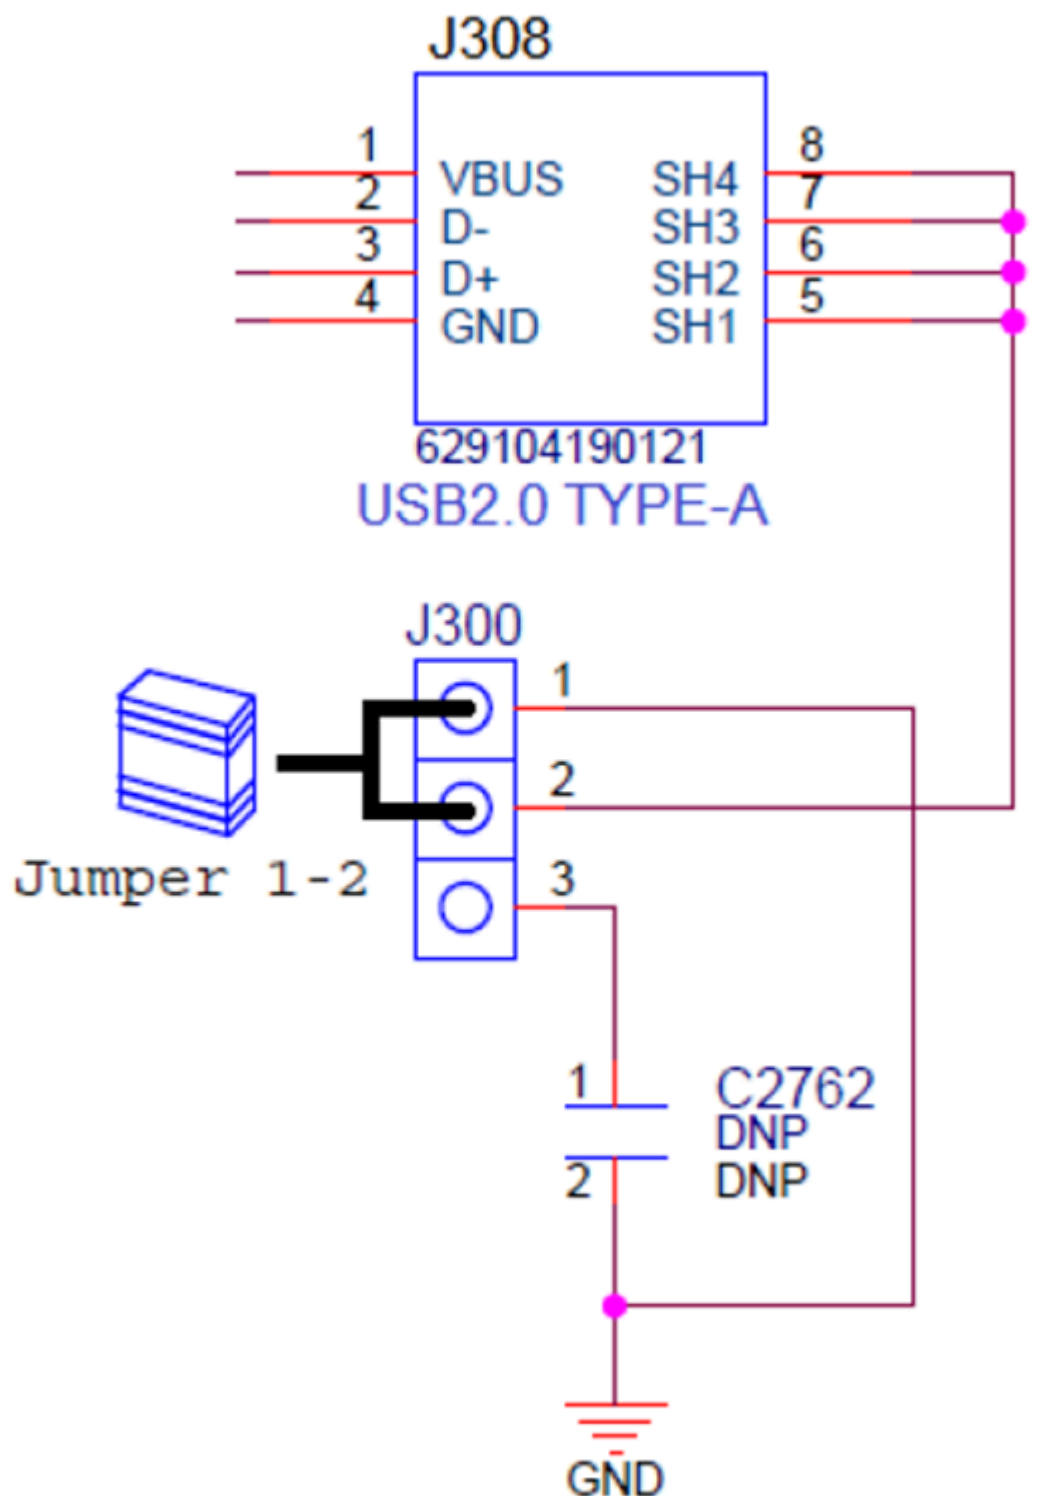 J308
1 VBUS SH4 8
2 D- SH3 7
3 D+ SH2 6
4 GND SH1 5
629104190121
USB2.0 TYPE-A
J300
1
2
Jumper 1-2
3
1 C2762
DNP
2 DNP
GND